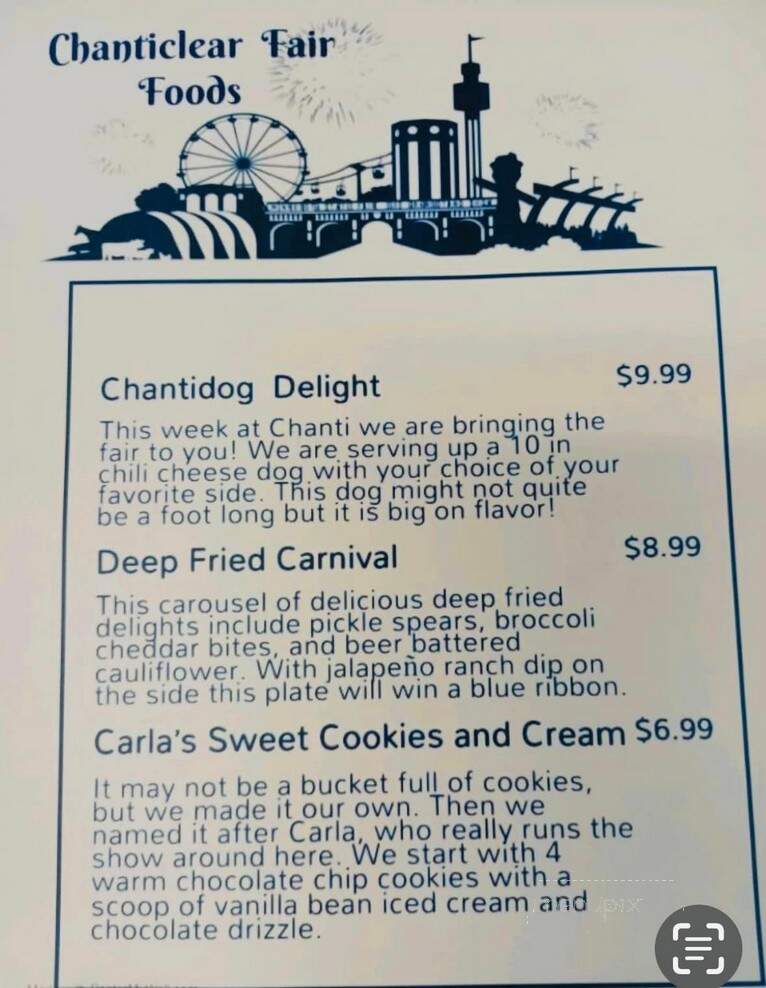 Chanticlear Fair
Foods
Chantidog Delight $9.99
This week at Chanti we are bringing the
fair to you! We are serving up a 10 in
chili cheese dog with your choice of your
favorite side. This dog might not quite
be a foot long but it is big on flavor!
Deep Fried Carnival $8.99
This carousel of delicious deep fried
delights include pickle spears, broccoli
cheddar bites, and beer battered
cauliflower. With jalapeño ranch dip on
the side this plate will win a blue ribbon.
Carla's Sweet Cookies and Cream $6.99
It may not be a bucket full of cookies,
but we made it our own. Then we
named it after Carla, who really runs the
show around here. We start with 4
warm chocolate chip cookies with a
scoop of vanilla bean iced cream and
chocolate drizzle.